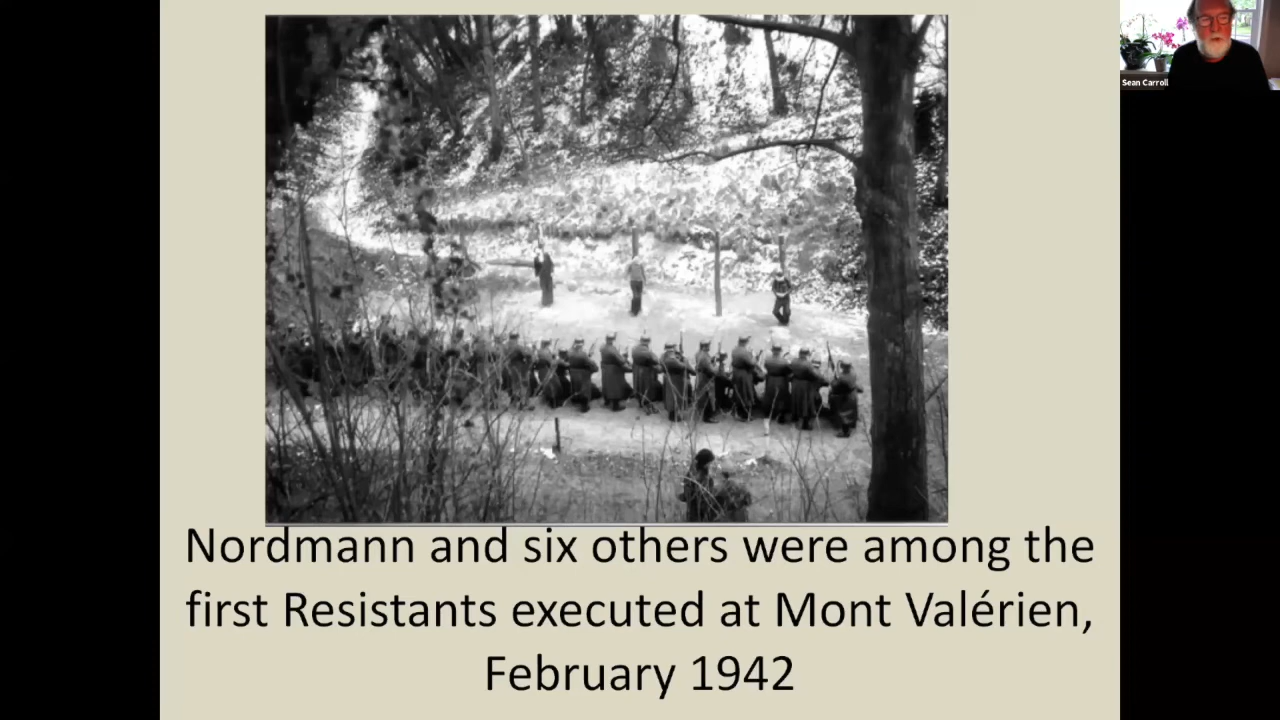 Sean Carroll
Nordmann and six others were among the
first Resistants executed at Mont Valérien,
February 1942